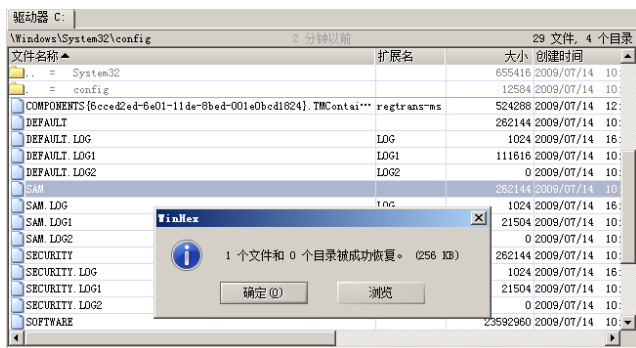 驱动器 C:
\Windows\System32\config 2 分钟以前 29 文件, 4 个目录
文件名称 扩展名 大小 创建时间
.. = System32 655416 2009/07/14 10:
. = config 12584 2009/07/14 10:
COMPONENTS{6cced2ed-6e01-11de-8bed-001e0bcd1824}.TMContai… regtrans-ms 524288 2009/07/14 12:
DEFAULT 262144 2009/07/14 10:
DEFAULT.LOG LOG 1024 2009/07/14 16:
DEFAULT.LOG1 LOG1 111616 2009/07/14 10:
DEFAULT.LOG2 LOG2 0 2009/07/14 10:
SAM 262144 2009/07/14 10:
SAM.LOG LOG 1024 2009/07/14 16:
WinHex
SAM.LOG1 21504 2009/07/14 10:
SAM.LOG2 0 2009/07/14 10:
SECURITY 262144 2009/07/14 10:
1 个文件和 0 个目录被成功恢复。 (256 KB)
SECURITY.LOG 1024 2009/07/14 16:
SECURITY.LOG1 21504 2009/07/14 10:
确定(O) 浏览
SECURITY.LOG2 0 2009/07/14 10:
SOFTWARE 23592960 2009/07/14 10: